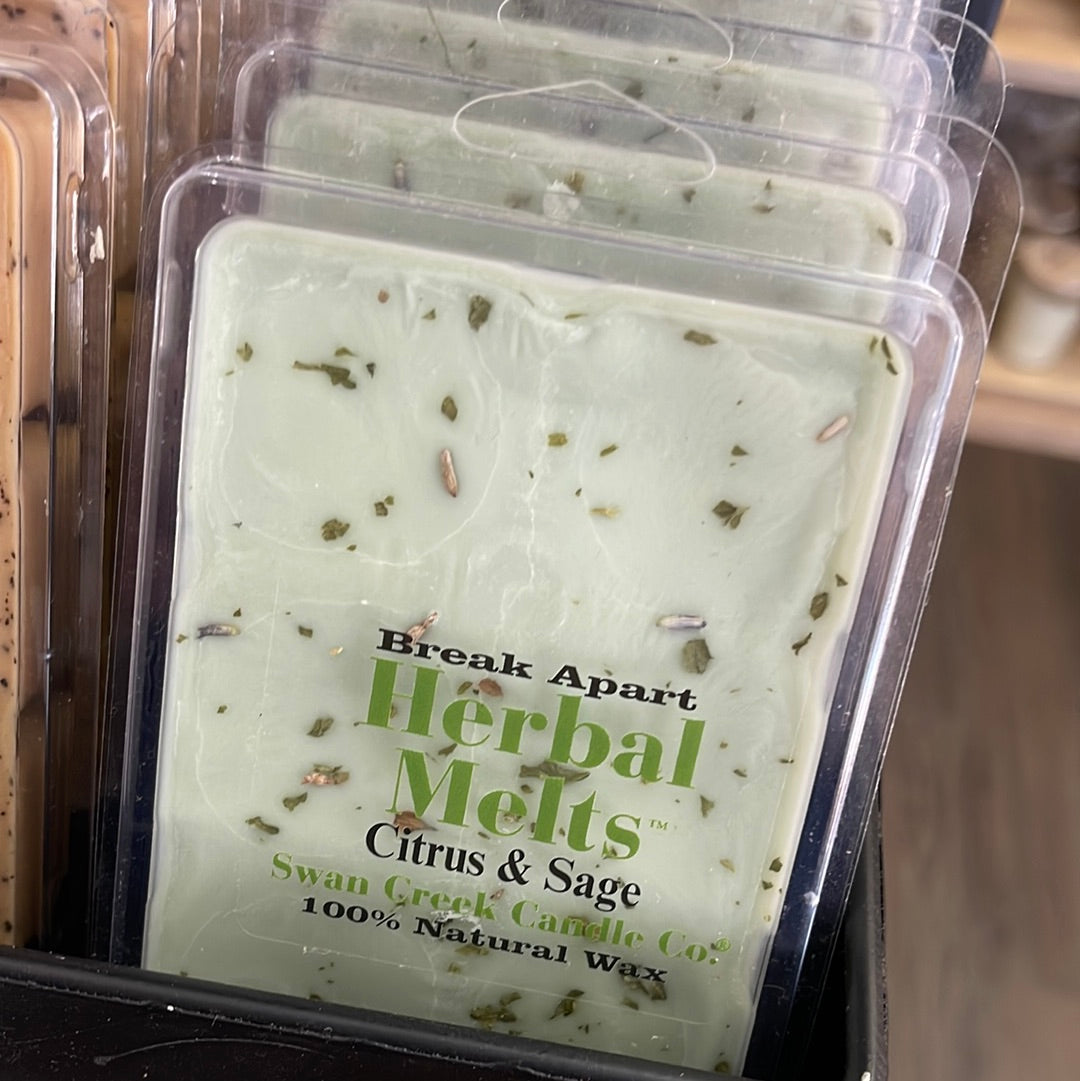 Break Apart
Herbal
Melts™
Citrus & Sage
Swan Creek Candle Co.®
100% Natural Wax